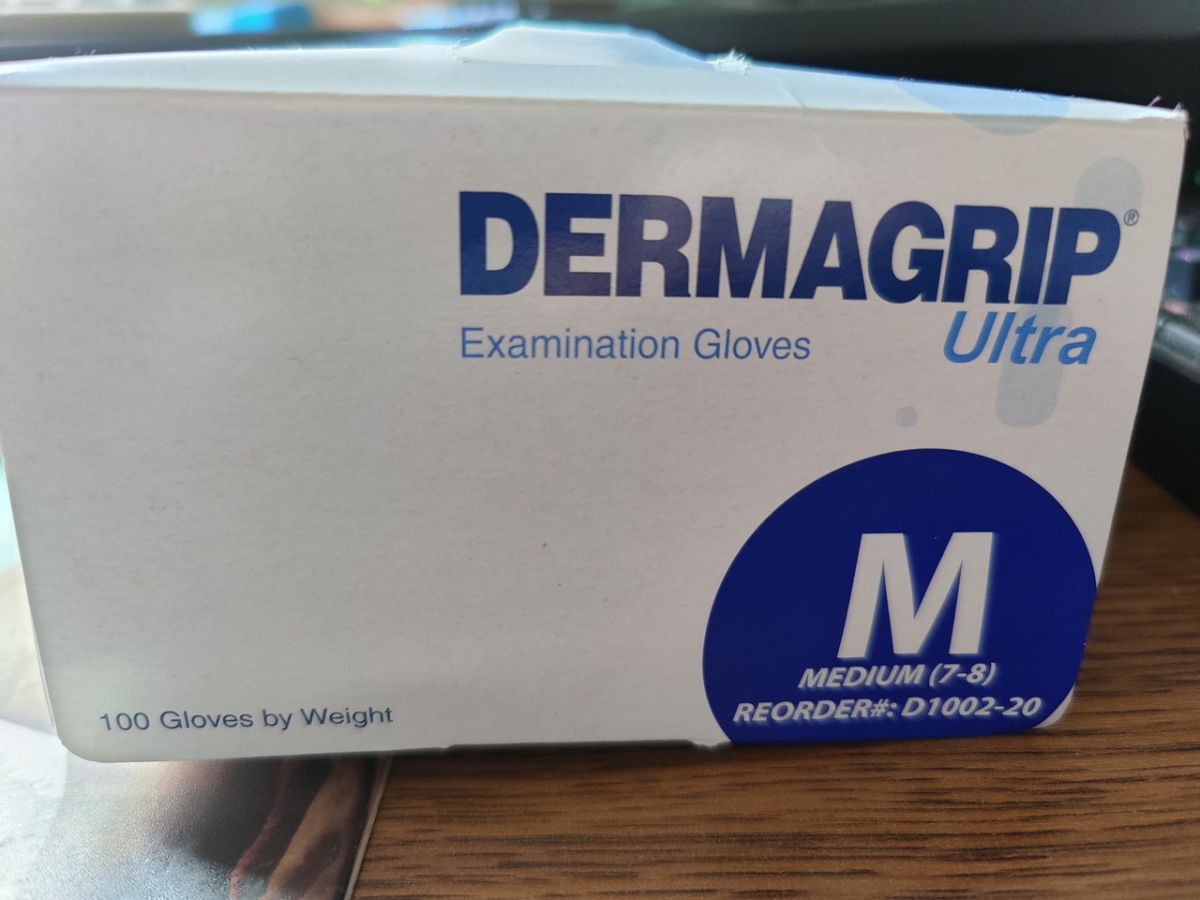 DERMAGRIP®
Ultra
Examination Gloves
M
MEDIUM (7-8)
REORDER#: D1002-20
100 Gloves by Weight